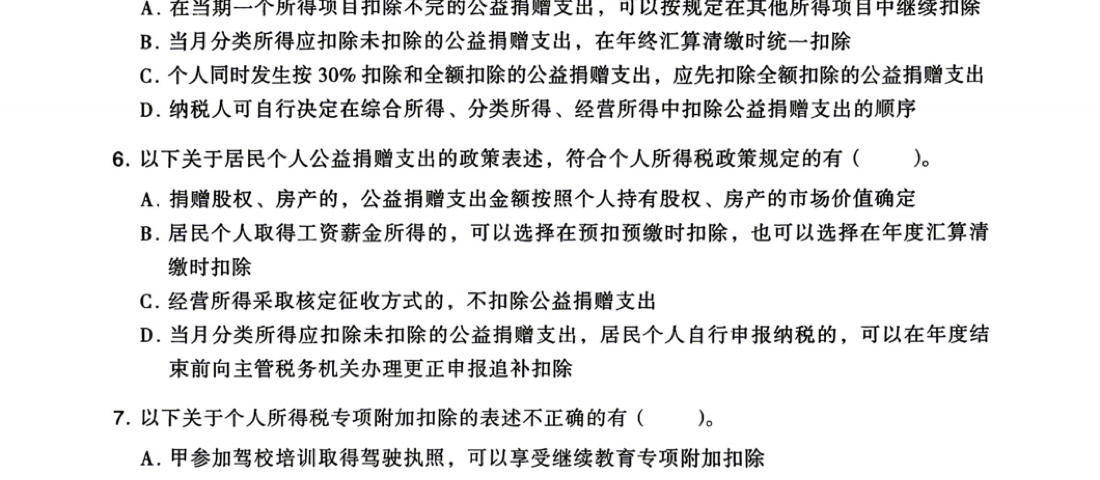 A. 在当期一个所得项目扣除不完的公益捐赠支出，可以按规定在其他所得项目中继续扣除
B. 当月分类所得应扣除未扣除的公益捐赠支出，在年终汇算清缴时统一扣除
C. 个人同时发生按 30% 扣除和全额扣除的公益捐赠支出，应先扣除全额扣除的公益捐赠支出
D. 纳税人可自行决定在综合所得、分类所得、经营所得中扣除公益捐赠支出的顺序
6. 以下关于居民个人公益捐赠支出的政策表述，符合个人所得税政策规定的有（　　）。
A. 捐赠股权、房产的，公益捐赠支出金额按照个人持有股权、房产的市场价值确定
B. 居民个人取得工资薪金所得的，可以选择在预扣预缴时扣除，也可以选择在年度汇算清
缴时扣除
C. 经营所得采取核定征收方式的，不扣除公益捐赠支出
D. 当月分类所得应扣除未扣除的公益捐赠支出，居民个人自行申报纳税的，可以在年度结
束前向主管税务机关办理更正申报追补扣除
7. 以下关于个人所得税专项附加扣除的表述不正确的有（　　）。
A. 甲参加驾校培训取得驾驶执照，可以享受继续教育专项附加扣除